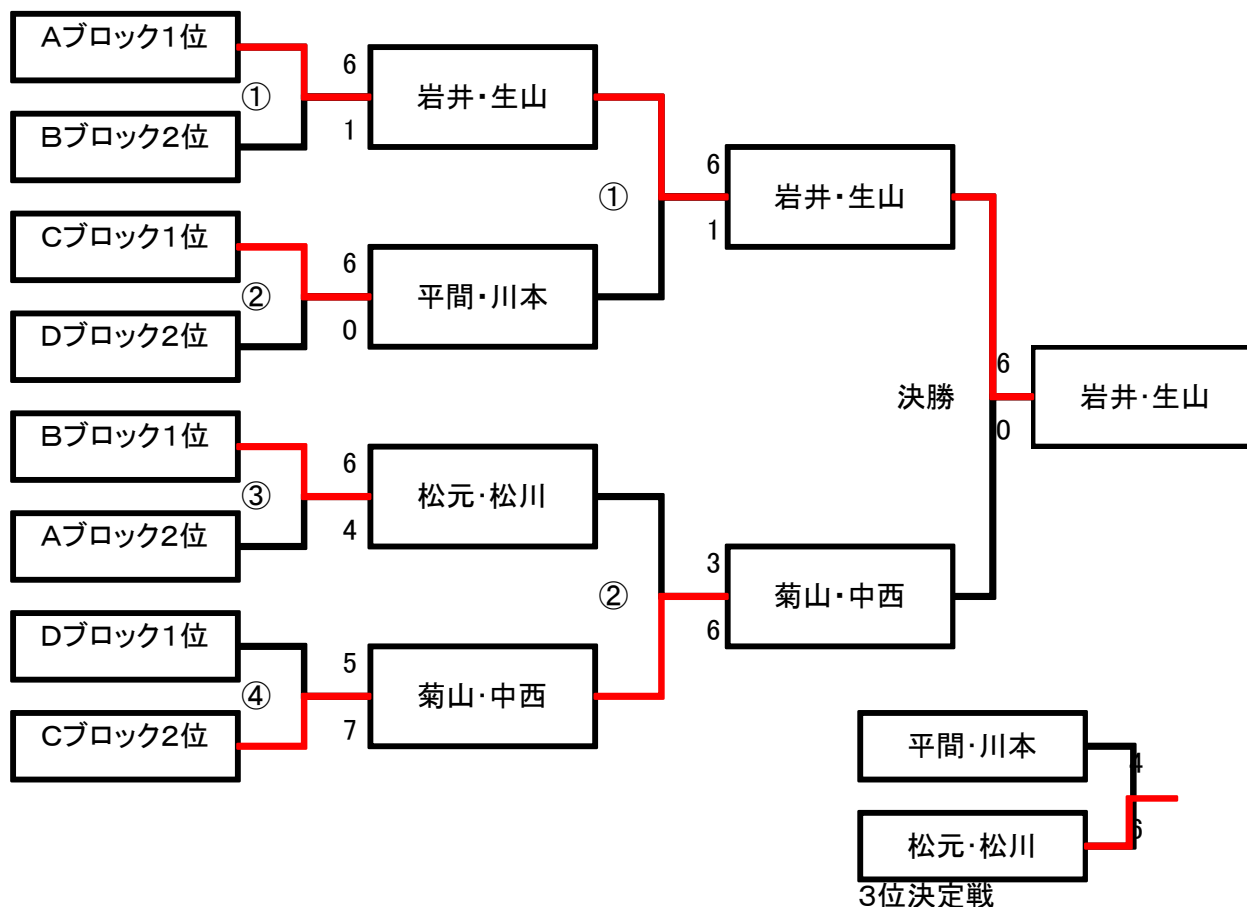 Aブロック1位
①
Bブロック2位
6
1
岩井・生山
Cブロック1位
②
Dブロック2位
6
0
平間・川本
①
6
1
岩井・生山
Bブロック1位
③
Aブロック2位
6
4
松元・松川
Dブロック1位
④
Cブロック2位
5
7
菊山・中西
②
3
6
菊山・中西
決勝
6
0
岩井・生山
平間・川本
4
松元・松川
6
3位決定戦